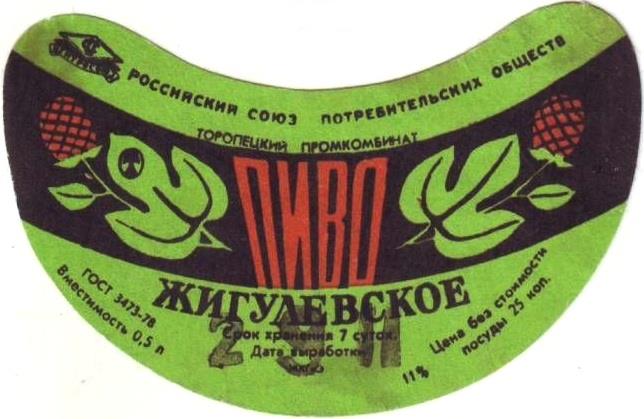 РОССИЙСКИЙ СОЮЗ ПОТРЕБИТЕЛЬСКИХ ОБЩЕСТВ
ТОРОПЕЦКИЙ ПРОМКОМБИНАТ
ПИВО
ЖИГУЛЕВСКОЕ
ГОСТ 3473-78
Вместимость 0,5 л
Срок хранения 7 суток.
Дата выработки
11%
Цена без стоимости
посуды 25 коп.